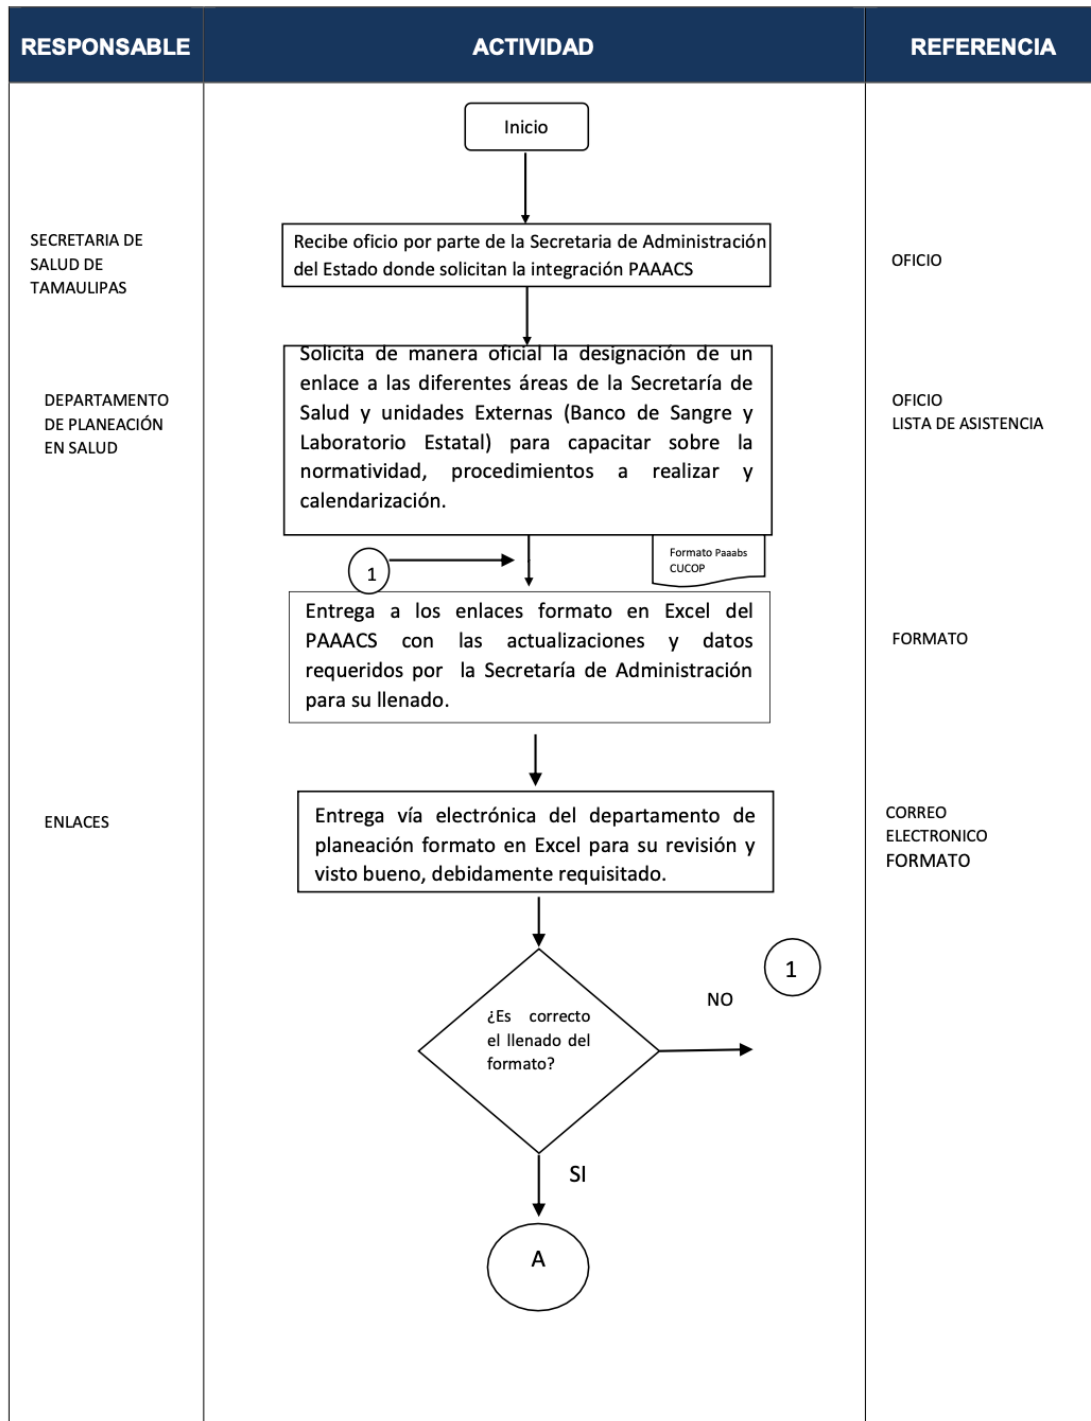 RESPONSABLE
ACTIVIDAD
REFERENCIA
Inicio
SECRETARIA DE
SALUD DE
TAMAULIPAS
Recibe oficio por parte de la Secretaria de Administración
del Estado donde solicitan la integración PAAACS
OFICIO
DEPARTAMENTO
DE PLANEACIÓN
EN SALUD
Solicita de manera oficial la designación de un
enlace a las diferentes áreas de la Secretaría de
Salud y unidades Externas (Banco de Sangre y
Laboratorio Estatal) para capacitar sobre la
normatividad, procedimientos a realizar y
calendarización.
OFICIO
LISTA DE ASISTENCIA
1
Formato Paaabs
CUCOP
Entrega a los enlaces formato en Excel del
PAAACS con las actualizaciones y datos
requeridos por la Secretaría de Administración
para su llenado.
FORMATO
ENLACES
Entrega vía electrónica del departamento de
planeación formato en Excel para su revisión y
visto bueno, debidamente requisitado.
CORREO
ELECTRONICO
FORMATO
1
NO
¿Es correcto
el llenado del
formato?
SI
A